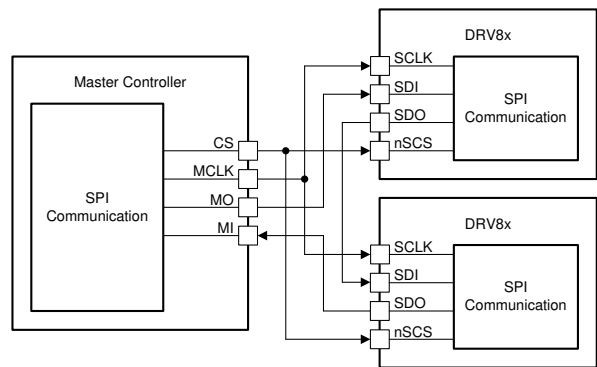 Master Controller
SPI
Communication
CS
MCLK
MO
MI
DRV8x
SCLK
SDI
SDO
nSCS
SPI
Communication
DRV8x
SCLK
SDI
SDO
nSCS
SPI
Communication